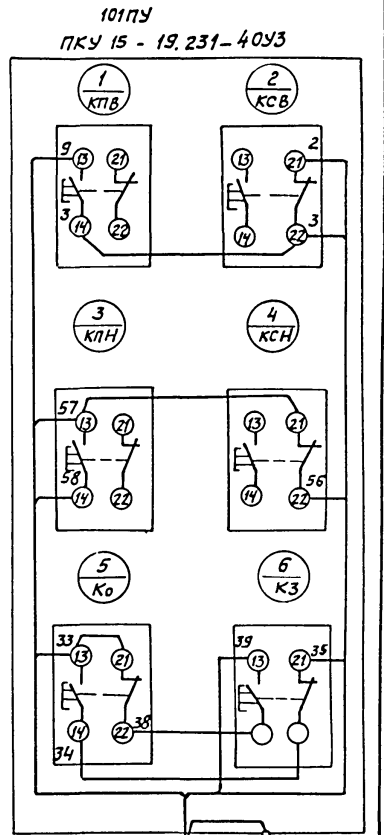 101ПУ
ПКУ 15 - 19.231-40У3
1 2
КПВ КСВ
9 13 21 13 21 2
3 14 22 14 22 3
3 4
КПН КСН
57 13 21 13 21
58 14 22 14 22 56
5 6
Ко КЗ
33 13 21 39 13 21 35
14 22 38
34